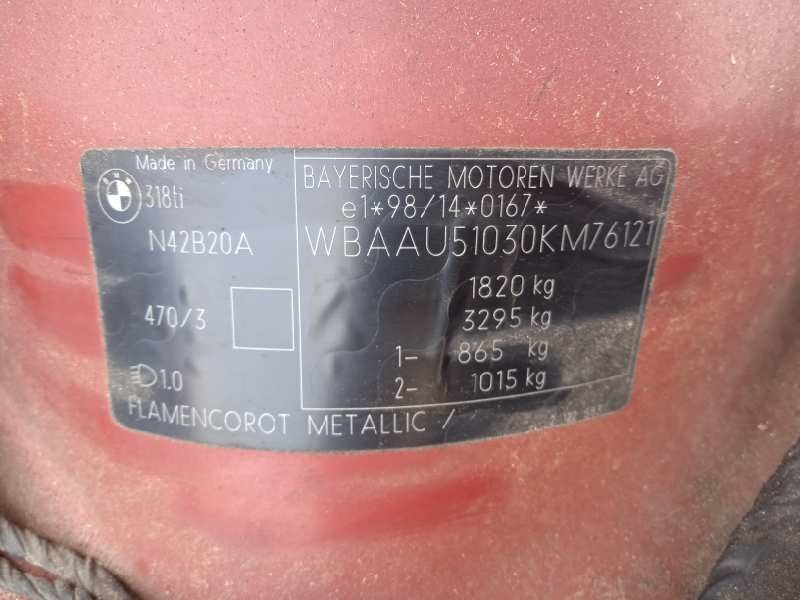 Made in Germany
BMW
318ti
N42B20A
470/3
1.0
BAYERISCHE MOTOREN WERKE AG
e1*98/14*0167*
WBAAU51030KM76121
1820 kg
3295 kg
1- 865 kg
2- 1015 kg
FLAMENCOROT METALLIC /